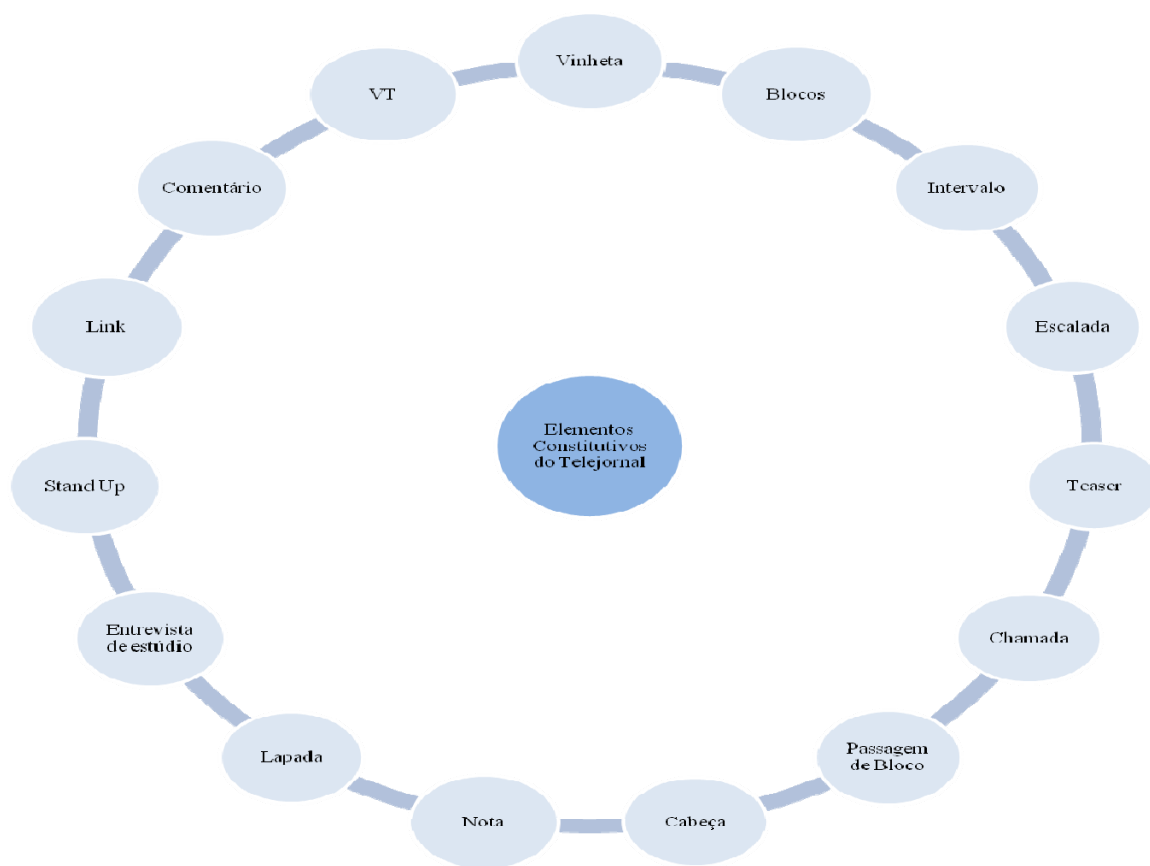 Vinheta
Blocos
Intervalo
Escalada
Teaser
Chamada
Passagem
de Bloco
Cabeça
Nota
Lapada
Entrevista
de estúdio
Stand Up
Link
Comentário
VT
Elementos
Constitutivos
do Telejornal